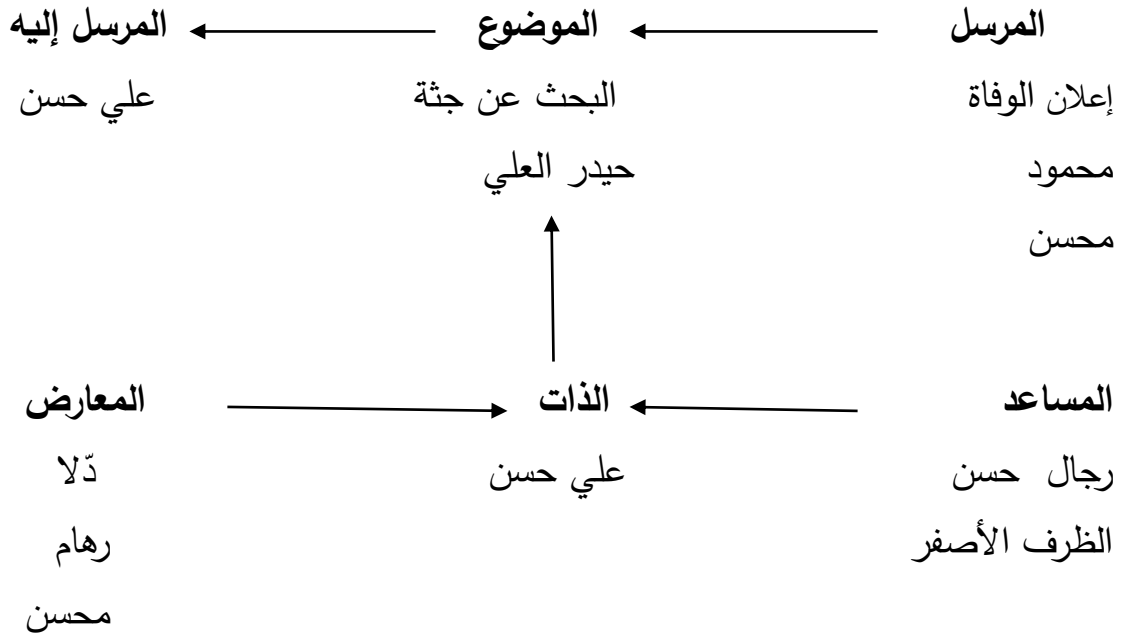 المرسل الموضوع المرسل إليه
إعلان الوفاة البحث عن جثة علي حسن
محمود حيدر العلي
محسن
المساعد الذات المعارض
رجال حسن علي حسن دّلا
الظرف الأصفر رهام
محسن